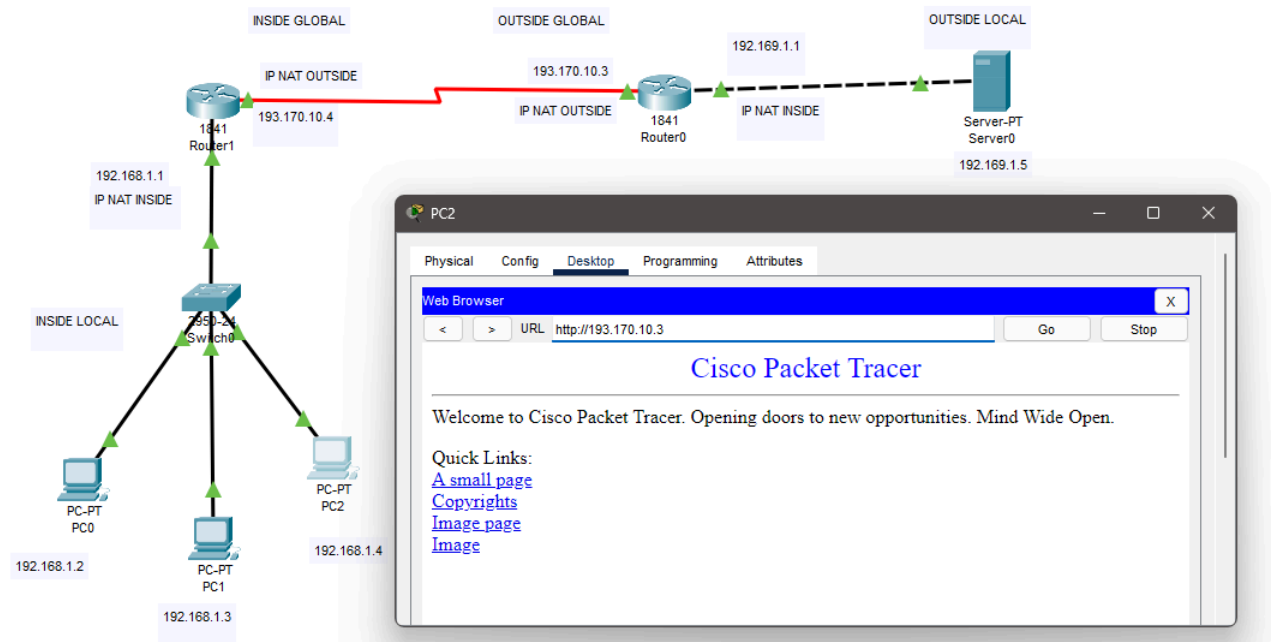 INSIDE GLOBAL
OUTSIDE GLOBAL
OUTSIDE LOCAL
192.169.1.1
IP NAT OUTSIDE
193.170.10.3
193.170.10.4
IP NAT OUTSIDE
IP NAT INSIDE
1841
Router1
1841
Router0
Server-PT
Server0
192.169.1.5
192.168.1.1
IP NAT INSIDE
INSIDE LOCAL
2950-24
Switch0
PC-PT
PC0
192.168.1.2
PC-PT
PC1
192.168.1.3
PC-PT
PC2
192.168.1.4
PC2
Physical Config Desktop Programming Attributes
Web Browser X
< > URL http://193.170.10.3 Go Stop
Cisco Packet Tracer
Welcome to Cisco Packet Tracer. Opening doors to new opportunities. Mind Wide Open.
Quick Links:
A small page
Copyrights
Image page
Image